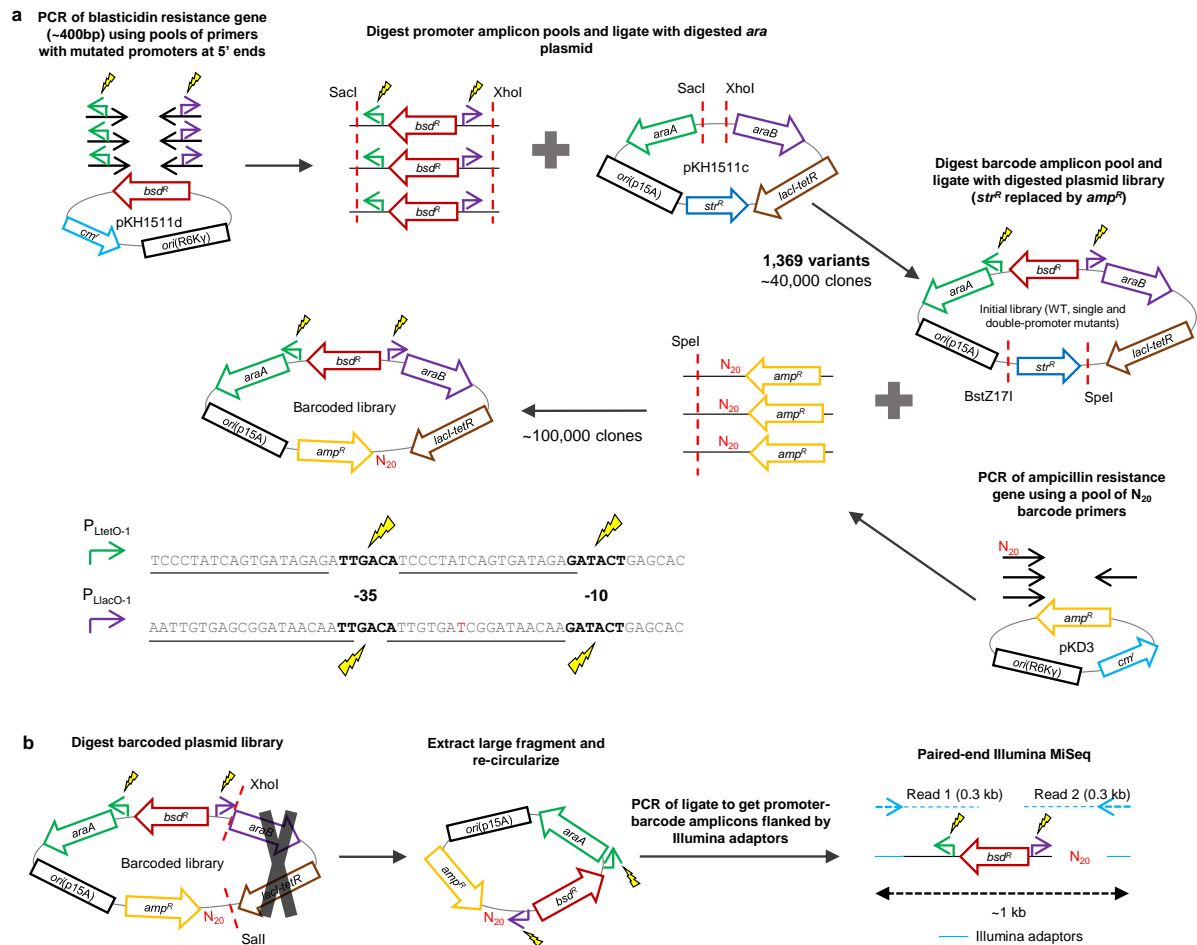 a
PCR of blasticidin resistance gene
(~400bp) using pools of primers
with mutated promoters at 5' ends
bsdᴿ
pKH1511d
cmʳ
ori(R6Kγ)
Digest promoter amplicon pools and ligate with digested ara
plasmid
SacI
XhoI
bsdᴿ
bsdᴿ
bsdᴿ
SacI
XhoI
araA
araB
pKH1511c
ori(p15A)
strᴿ
lacI-tetR
1,369 variants
~40,000 clones
Digest barcode amplicon pool and
ligate with digested plasmid library
(strᴿ replaced by ampᴿ)
bsdᴿ
araA
araB
Initial library (WT, single and
double-promoter mutants)
ori(p15A)
strᴿ
lacI-tetR
BstZ17I
SpeI
SpeI
N₂₀
ampᴿ
N₂₀
ampᴿ
N₂₀
ampᴿ
~100,000 clones
bsdᴿ
araA
araB
Barcoded library
ori(p15A)
ampᴿ
N₂₀
lacI-tetR
PCR of ampicillin resistance
gene using a pool of N₂₀
barcode primers
N₂₀
ampᴿ
pKD3
ori(R6Kγ)
cmʳ
PLtetO-1
TCCCTATCAGTGATAGAGATTGACATCCCTATCAGTGATAGAGATACTGAGCAC
-35
-10
PLlacO-1
AATTGTGAGCGGATAACAATTGACATTGTGATCGGATAACAAGATACTGAGCAC
b
Digest barcoded plasmid library
XhoI
bsdᴿ
araA
araB
Barcoded library
ori(p15A)
ampᴿ
N₂₀
lacI-tetR
SalI
Extract large fragment and
re-circularize
ori(p15A)
araA
ampᴿ
bsdᴿ
N₂₀
PCR of ligate to get promoter-
barcode amplicons flanked by
Illumina adaptors
Paired-end Illumina MiSeq
Read 1 (0.3 kb)
Read 2 (0.3 kb)
bsdᴿ
N₂₀
~1 kb
Illumina adaptors